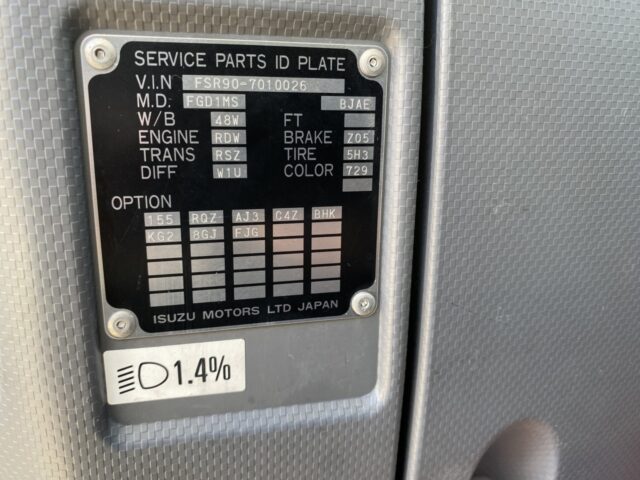 SERVICE PARTS ID PLATE
V.I.N FSR90-7010026
M.D. FGD1MS BJAE
W/B 48W FT
ENGINE RDW BRAKE Z05
TRANS RSZ TIRE 5H3
DIFF W1U COLOR 729
OPTION
155 RQZ AJ3 C4Z BHK
KG2 8GJ FJG
ISUZU MOTORS LTD JAPAN
1.4%